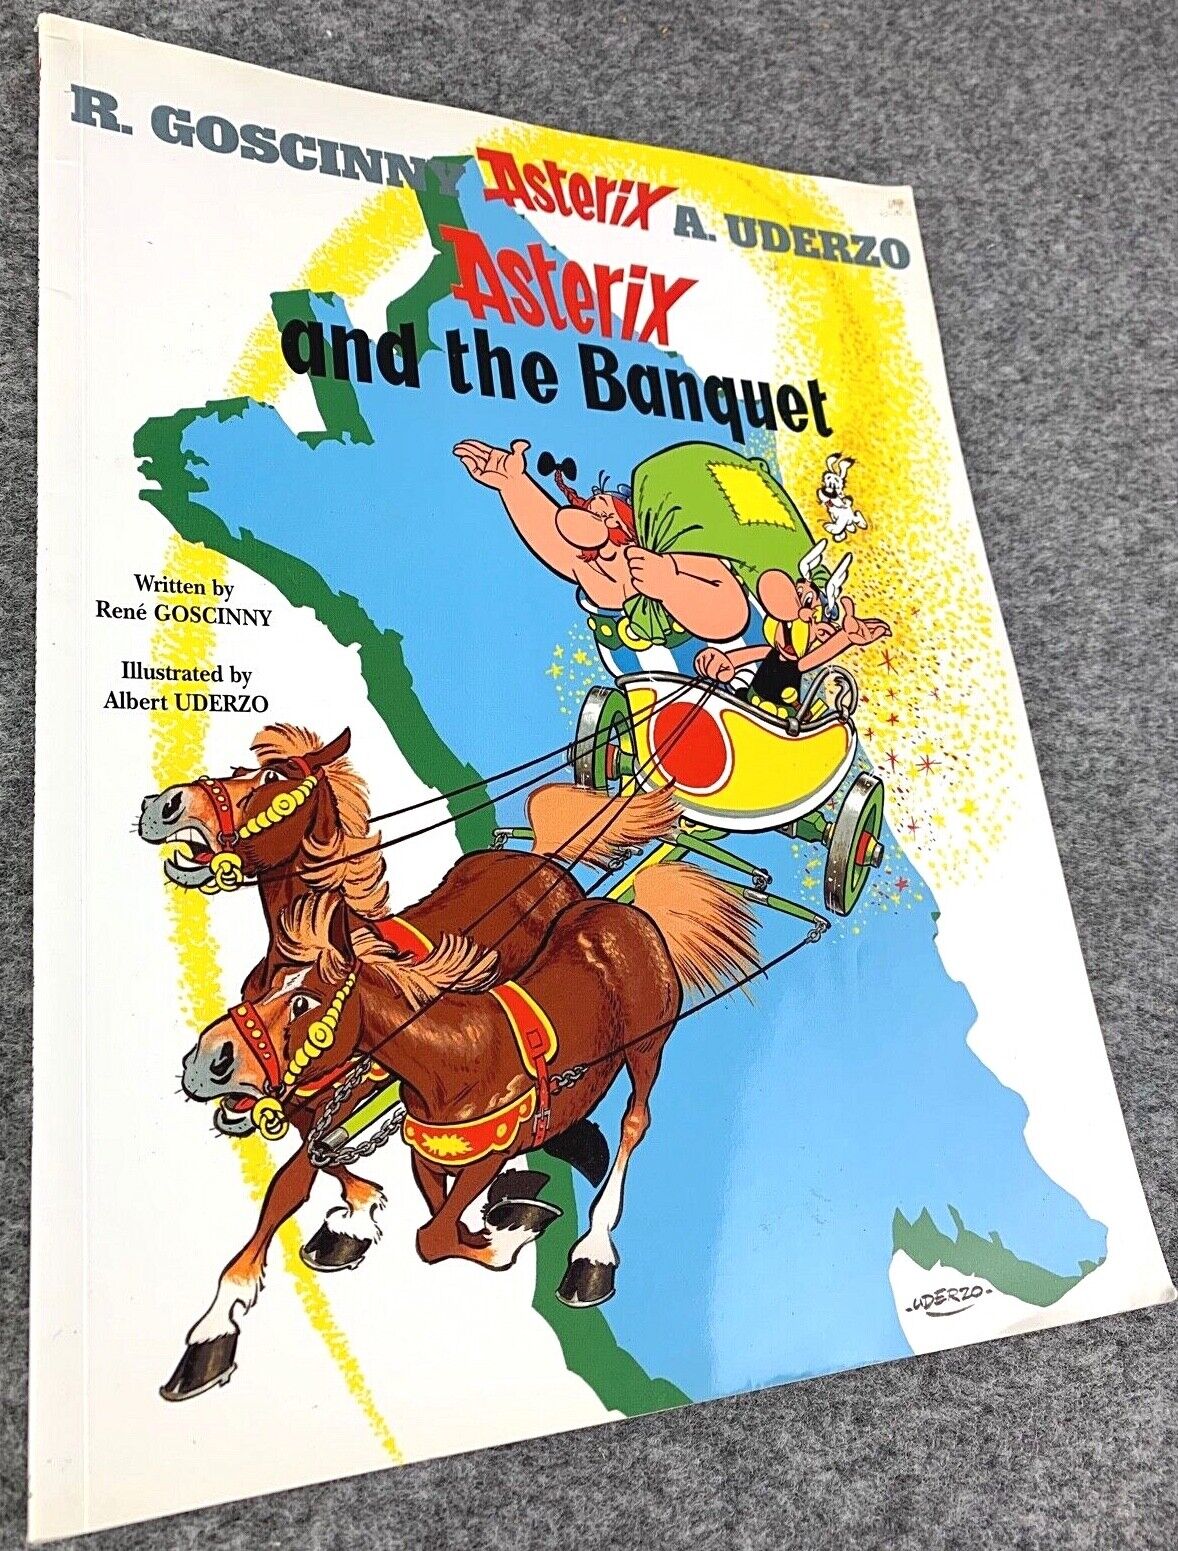 R. GOSCINNY Asterix A. UDERZO
Asterix
and the Banquet
Written by
René GOSCINNY
Illustrated by
Albert UDERZO
-UDERZO-